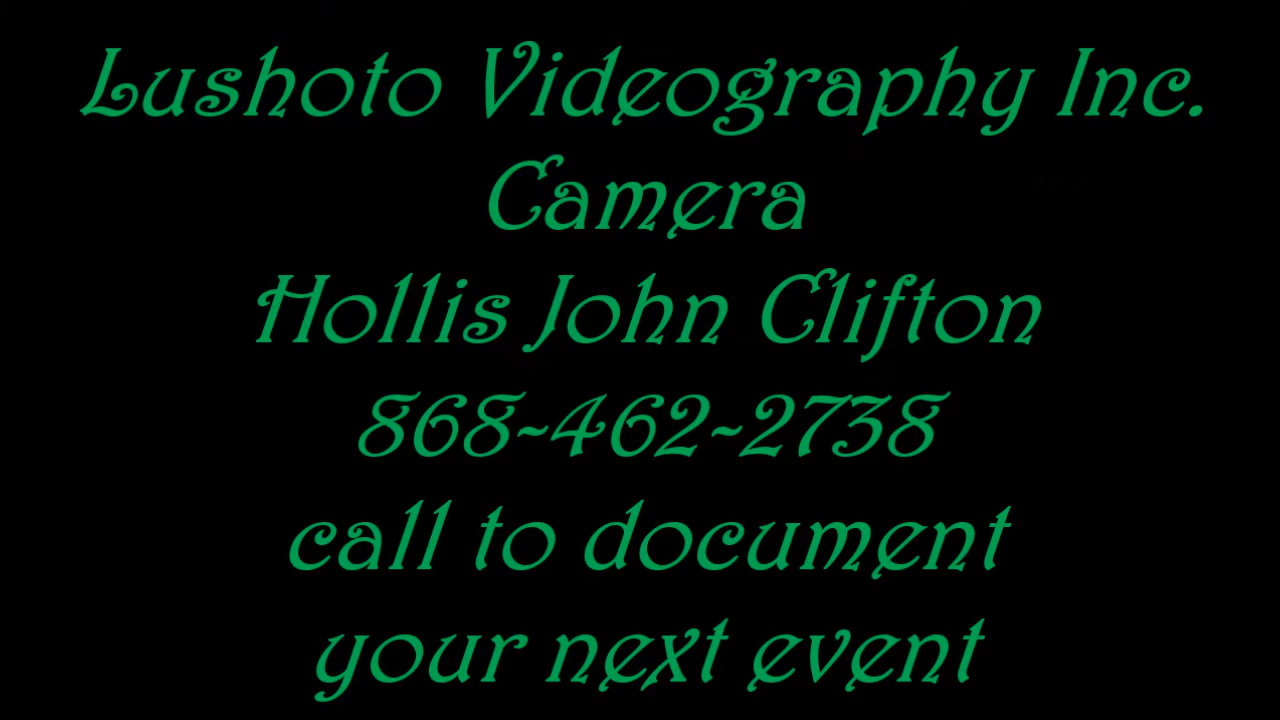 Lushoto Videography Inc.
Camera
Hollis John Clifton
868~462~2738
call to document
your next event